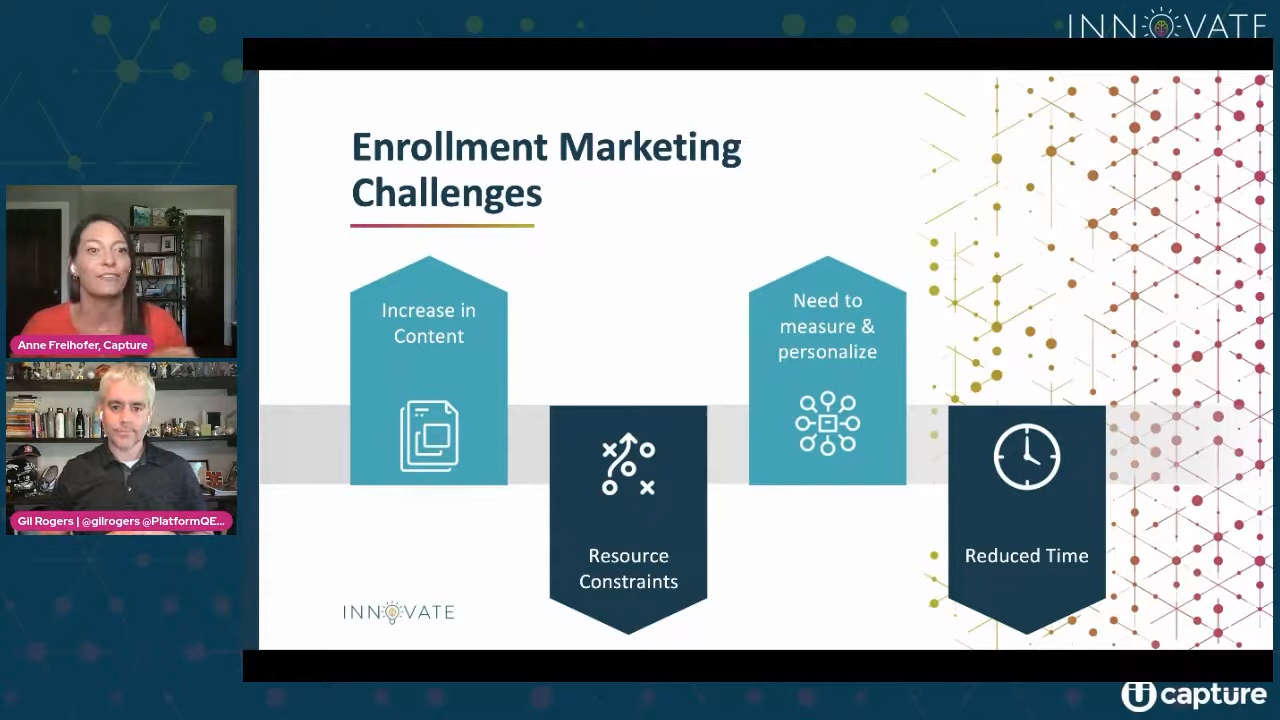 INNOVATE
Enrollment Marketing
Challenges
Increase in
Content
Need to
measure &
personalize
Resource
Constraints
Reduced Time
INNOVATE
Anne Freihofer, Capture
Gil Rogers | @gilrogers @PlatformQE...
capture